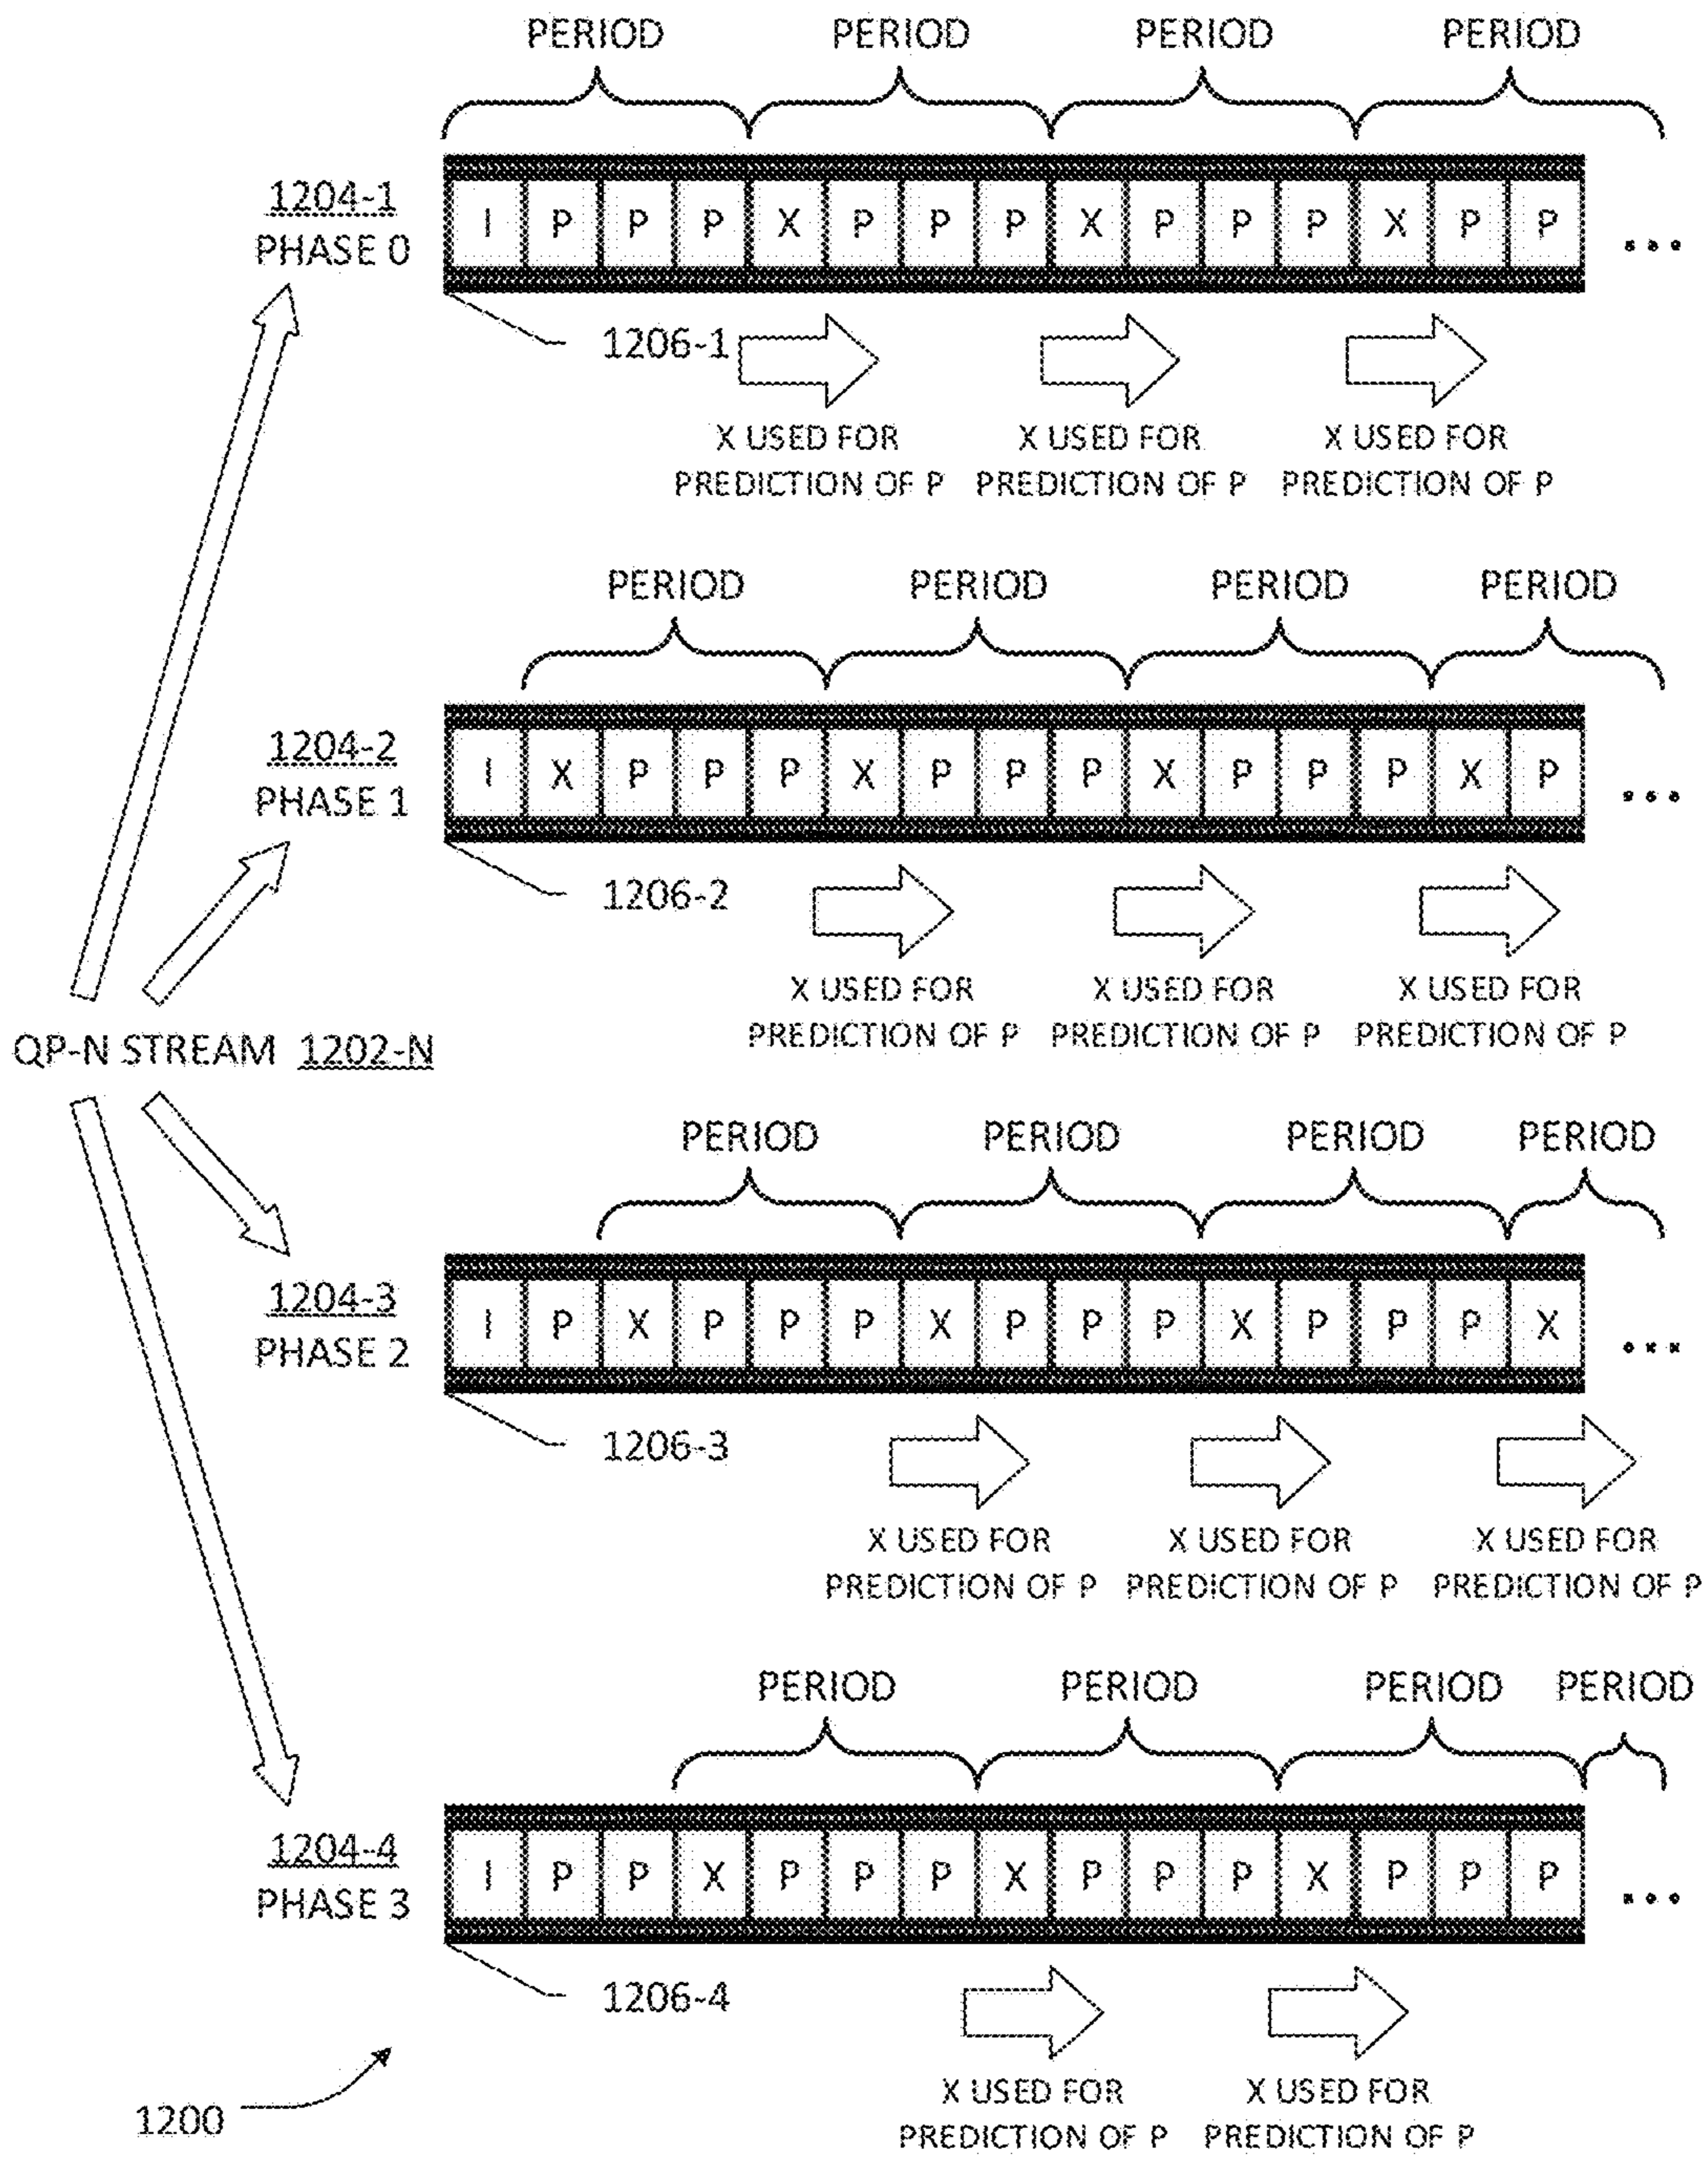 PERIOD PERIOD PERIOD PERIOD
1204-1
PHASE 0
I P P P X P P P X P P P X P P ...
1206-1
X USED FOR PREDICTION OF P
X USED FOR PREDICTION OF P
X USED FOR PREDICTION OF P
PERIOD PERIOD PERIOD PERIOD
1204-2
PHASE 1
I X P P P X P P P X P P P X P ...
1206-2
X USED FOR PREDICTION OF P
X USED FOR PREDICTION OF P
X USED FOR PREDICTION OF P
QP-N STREAM 1202-N
PERIOD PERIOD PERIOD PERIOD
1204-3
PHASE 2
I P X P P P X P P P X P P P X ...
1206-3
X USED FOR PREDICTION OF P
X USED FOR PREDICTION OF P
X USED FOR PREDICTION OF P
PERIOD PERIOD PERIOD PERIOD
1204-4
PHASE 3
I P P X P P P X P P P X P P P ...
1206-4
X USED FOR PREDICTION OF P
X USED FOR PREDICTION OF P
1200